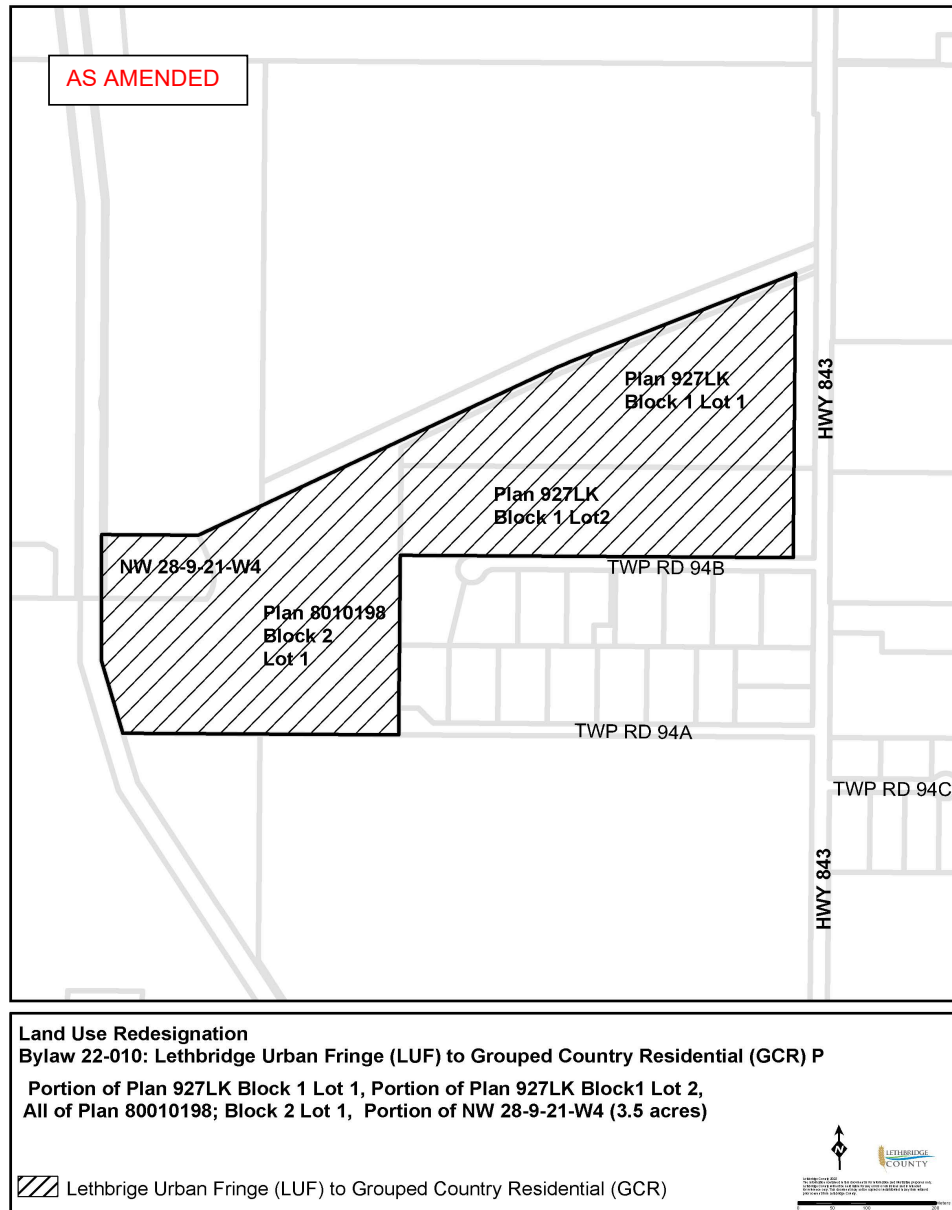 AS AMENDED
Plan 927LK
Block 1 Lot 1
HWY 843
Plan 927LK
Block 1 Lot2
NW 28-9-21-W4
TWP RD 94B
Plan 8010198
Block 2
Lot 1
TWP RD 94A
TWP RD 94C
HWY 843
Land Use Redesignation
Bylaw 22-010: Lethbridge Urban Fringe (LUF) to Grouped Country Residential (GCR) P
Portion of Plan 927LK Block 1 Lot 1, Portion of Plan 927LK Block1 Lot 2,
All of Plan 80010198; Block 2 Lot 1, Portion of NW 28-9-21-W4 (3.5 acres)
N
LETHBRIDGE
COUNTY
Lethbrige Urban Fringe (LUF) to Grouped Country Residential (GCR)
Meters
0 50 100 200